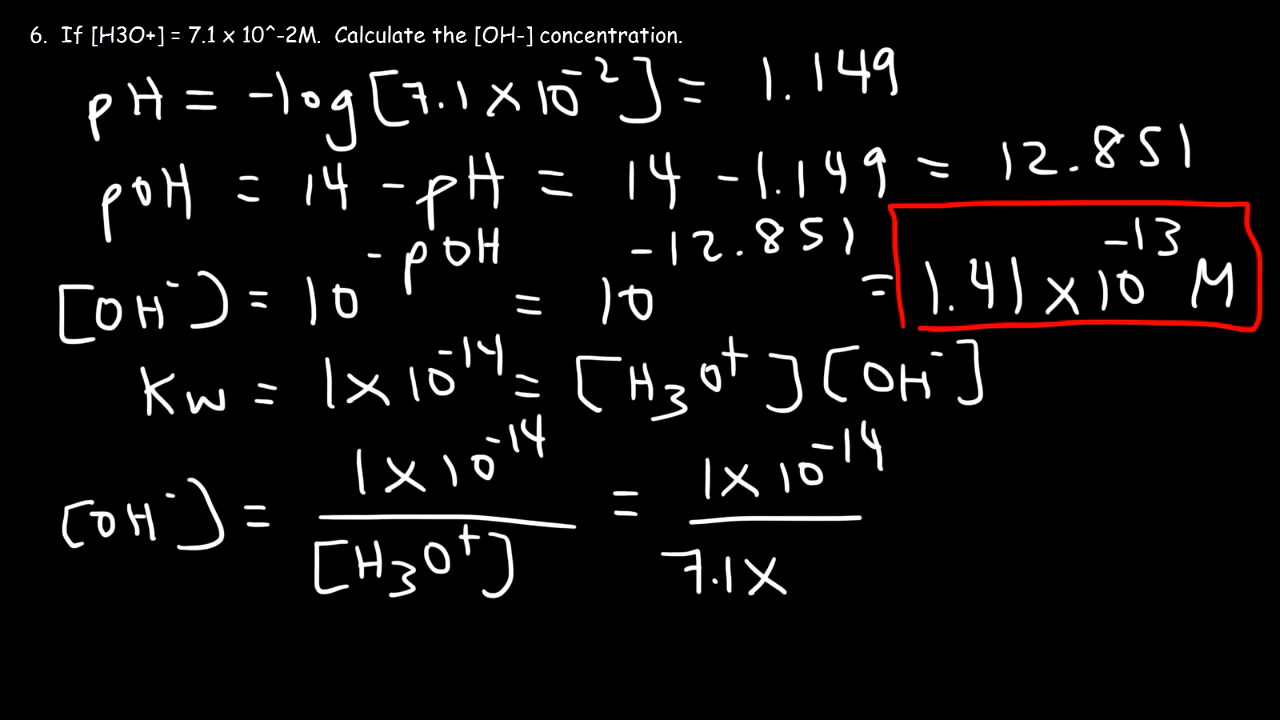 6. If [H3O+] = 7.1 x 10^-2M. Calculate the [OH-] concentration.
pH = -log[7.1 x 10⁻²] = 1.149
pOH = 14 - pH = 14 - 1.149 = 12.851
[OH⁻] = 10^-pOH = 10^-12.851 = 1.41 x 10⁻¹³ M
Kw = 1 x 10⁻¹⁴ = [H₃O⁺][OH⁻]
[OH⁻] = 1 x 10⁻¹⁴ / [H₃O⁺] = 1 x 10⁻¹⁴ / 7.1 x